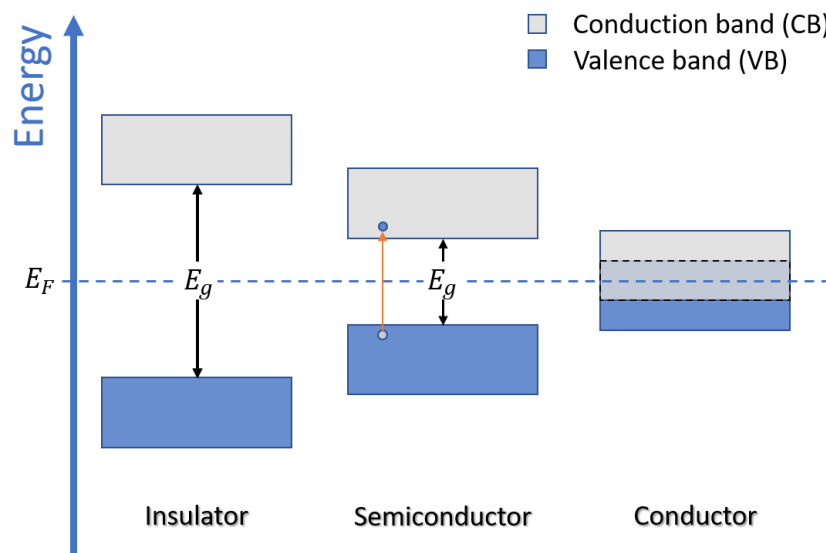 Conduction band (CB)
Valence band (VB)
Energy
E_F
E_g
E_g
Insulator
Semiconductor
Conductor